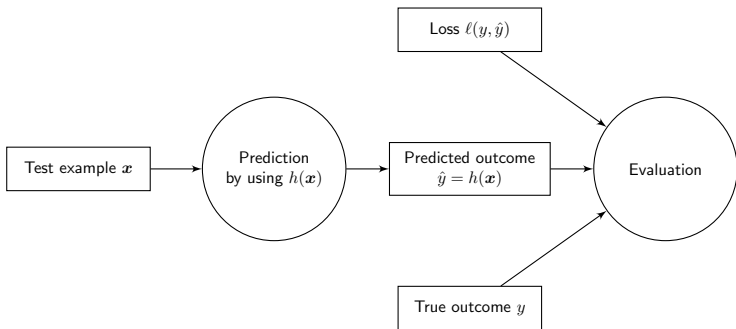 Loss ℓ(y, ŷ)
Test example x
Prediction
by using h(x)
Predicted outcome
ŷ = h(x)
Evaluation
True outcome y